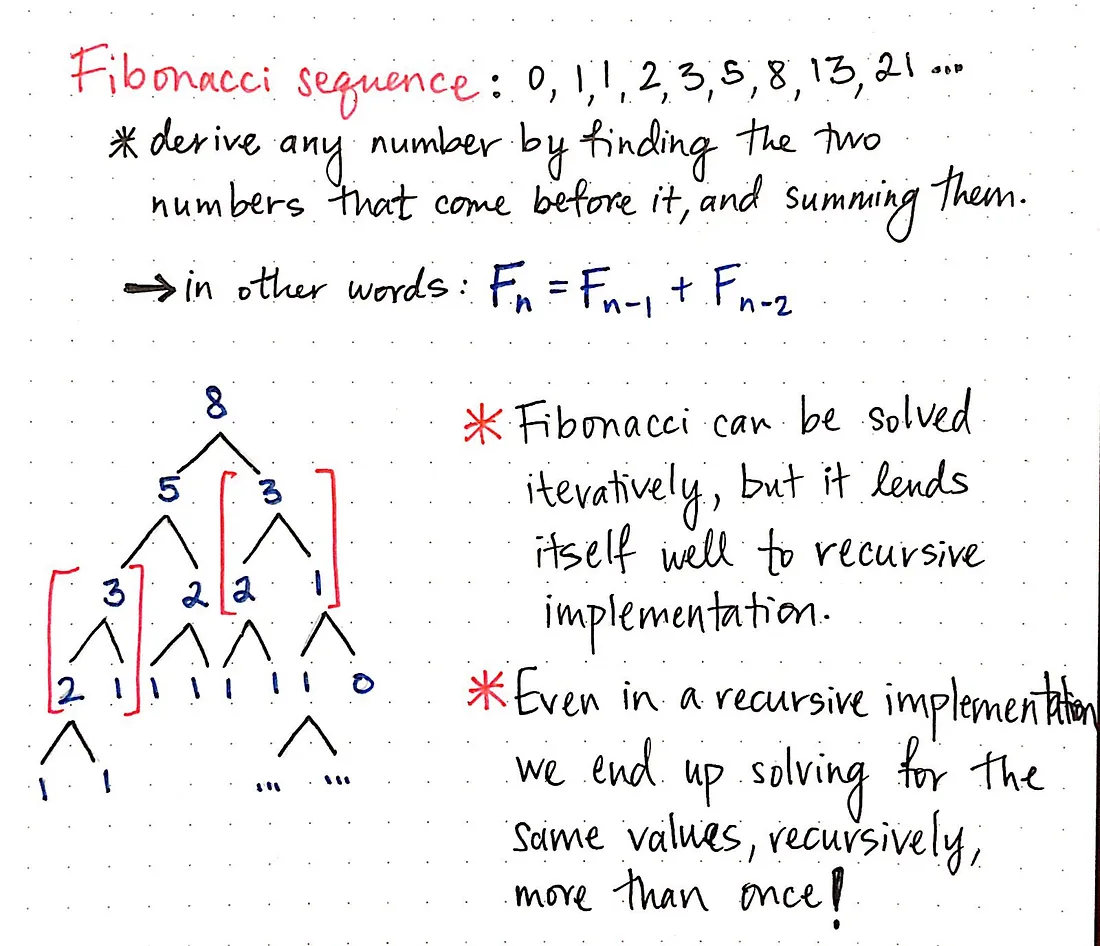 Fibonacci sequence: 0, 1, 1, 2, 3, 5, 8, 13, 21 ...
* derive any number by finding the two
numbers that come before it, and summing them.
→ in other words: Fn = Fn-1 + Fn-2
8
5 3
3 2 2 1
2 1 1 1 1 1 1 0
1 1 ... ...
* Fibonacci can be solved
iteratively, but it lends
itself well to recursive
implementation.
* Even in a recursive implementation
we end up solving for the
same values, recursively,
more than once!